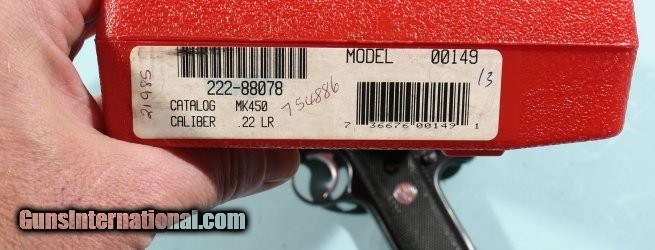 MODEL 00149
222-88078
CATALOG MK450
CALIBER .22 LR
754886
13
21985
7 36676 00149 1
GunsInternational.com